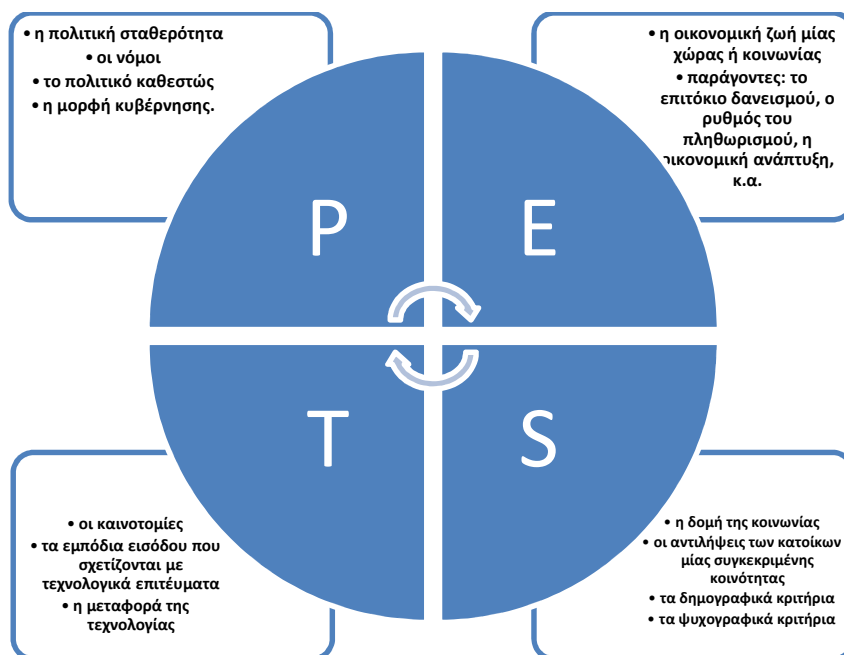 • η πολιτική σταθερότητα
• οι νόμοι
• το πολιτικό καθεστώς
• η μορφή κυβέρνησης.
• η οικονομική ζωή μίας
χώρας ή κοινωνίας
• παράγοντες: το
επιτόκιο δανεισμού, ο
ρυθμός του
πληθωρισμού, η
οικονομική ανάπτυξη,
κ.α.
P
E
T
S
• οι καινοτομίες
• τα εμπόδια εισόδου που
σχετίζονται με
τεχνολογικά επιτέυματα
• η μεταφορά της
τεχνολογίας
• η δομή της κοινωνίας
• οι αντιλήψεις των κατοίκων
μίας συγκεκριμένης
κοινότητας
• τα δημογραφικά κριτήρια
• τα ψυχογραφικά κριτήρια